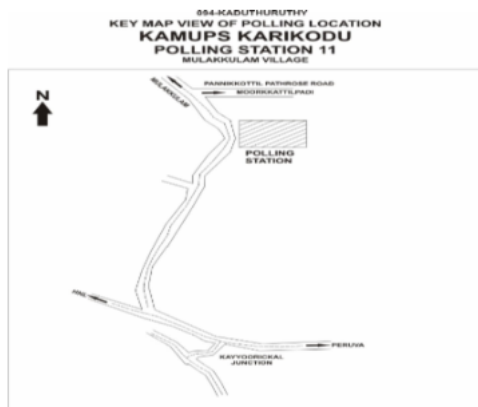 094-KADUTHURUTHY
KEY MAP VIEW OF POLLING LOCATION
KAMUPS KARIKODU
POLLING STATION 11
MULAKKULAM VILLAGE
N
MULAKKULAM
PANNIKKOTTIL PATHROSE ROAD
MOORKKATTILPADI
POLLING
STATION
HNL
PERUVA
KAYYOORICKAL
JUNCTION